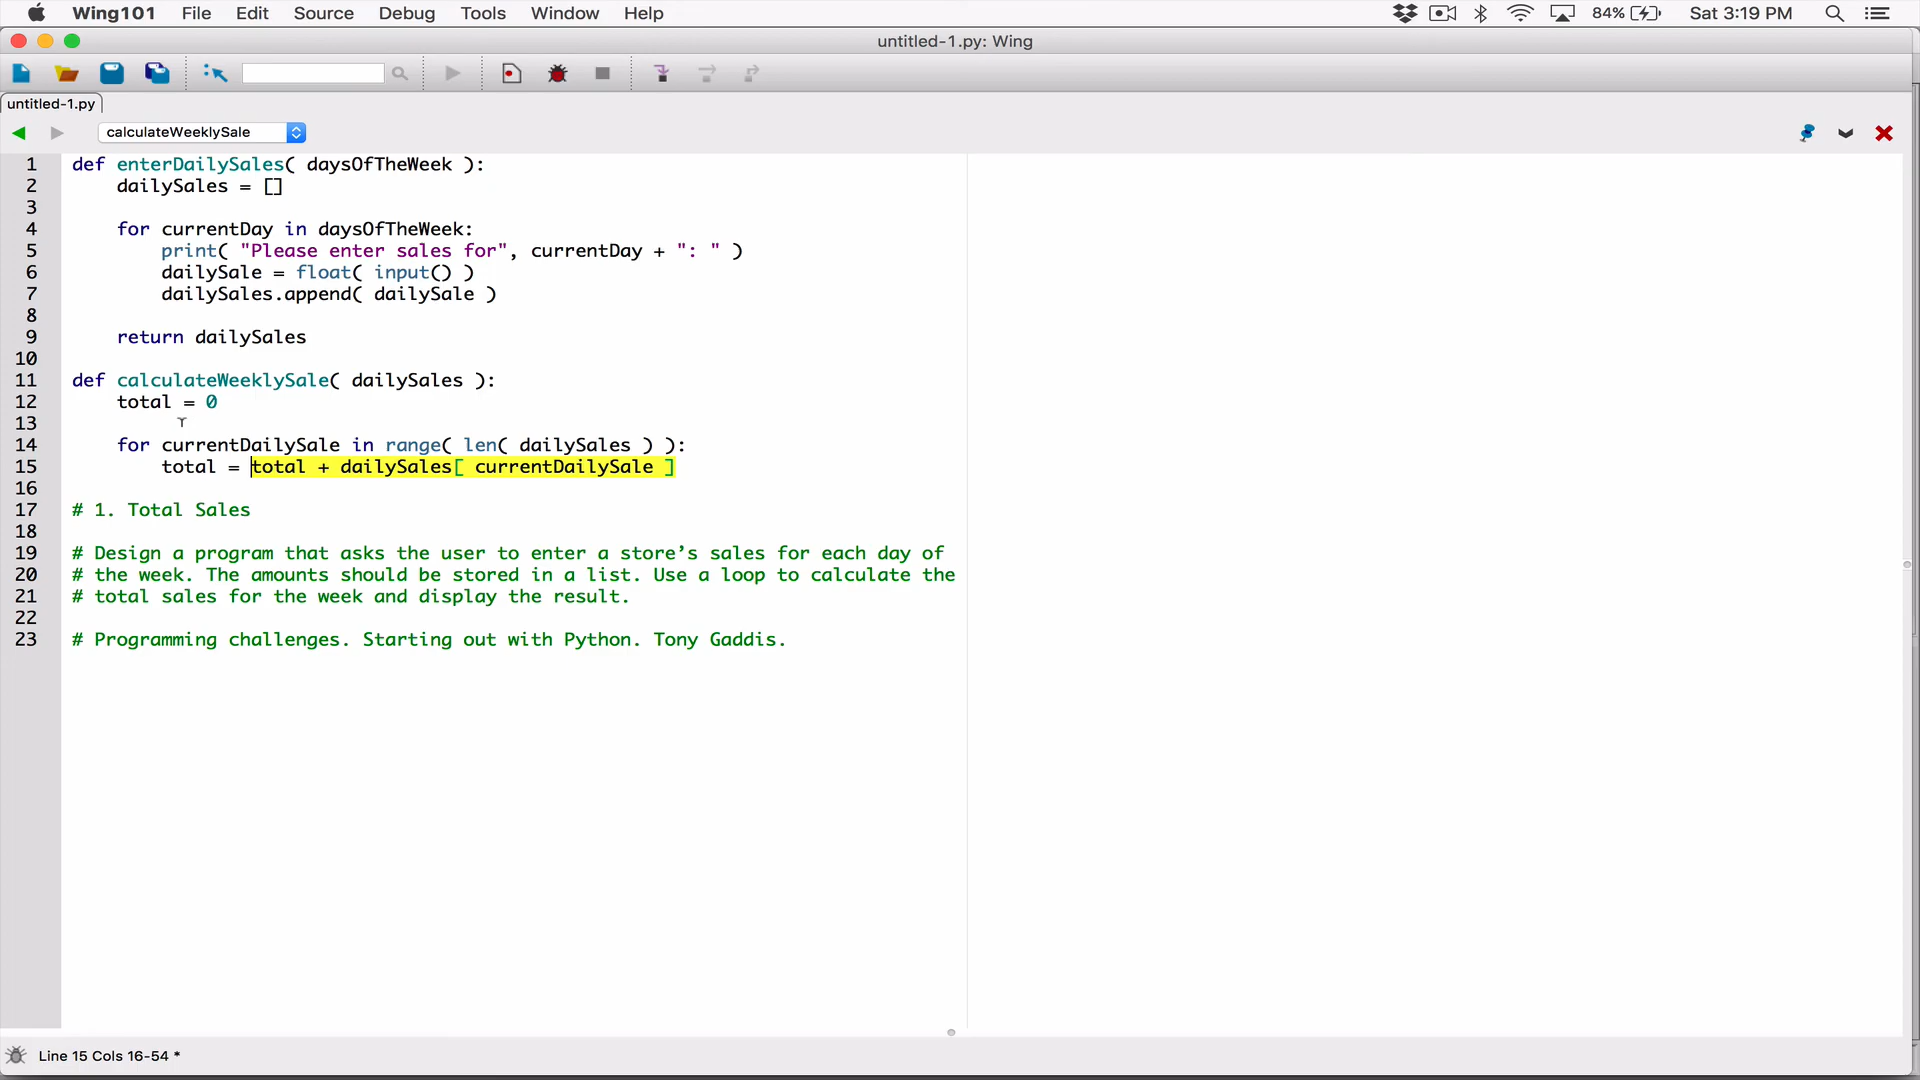 Wing101 File Edit Source Debug Tools Window Help 84% Sat 3:19 PM
untitled-1.py: Wing
untitled-1.py
calculateWeeklySale
1 def enterDailySales( daysOfTheWeek ):
2 dailySales = []
3
4 for currentDay in daysOfTheWeek:
5 print( "Please enter sales for", currentDay + ": " )
6 dailySale = float( input() )
7 dailySales.append( dailySale )
8
9 return dailySales
10
11 def calculateWeeklySale( dailySales ):
12 total = 0
13
14 for currentDailySale in range( len( dailySales ) ):
15 total = total + dailySales[ currentDailySale ]
16
17 # 1. Total Sales
18
19 # Design a program that asks the user to enter a store’s sales for each day of
20 # the week. The amounts should be stored in a list. Use a loop to calculate the
21 # total sales for the week and display the result.
22
23 # Programming challenges. Starting out with Python. Tony Gaddis.
Line 15 Cols 16-54 *